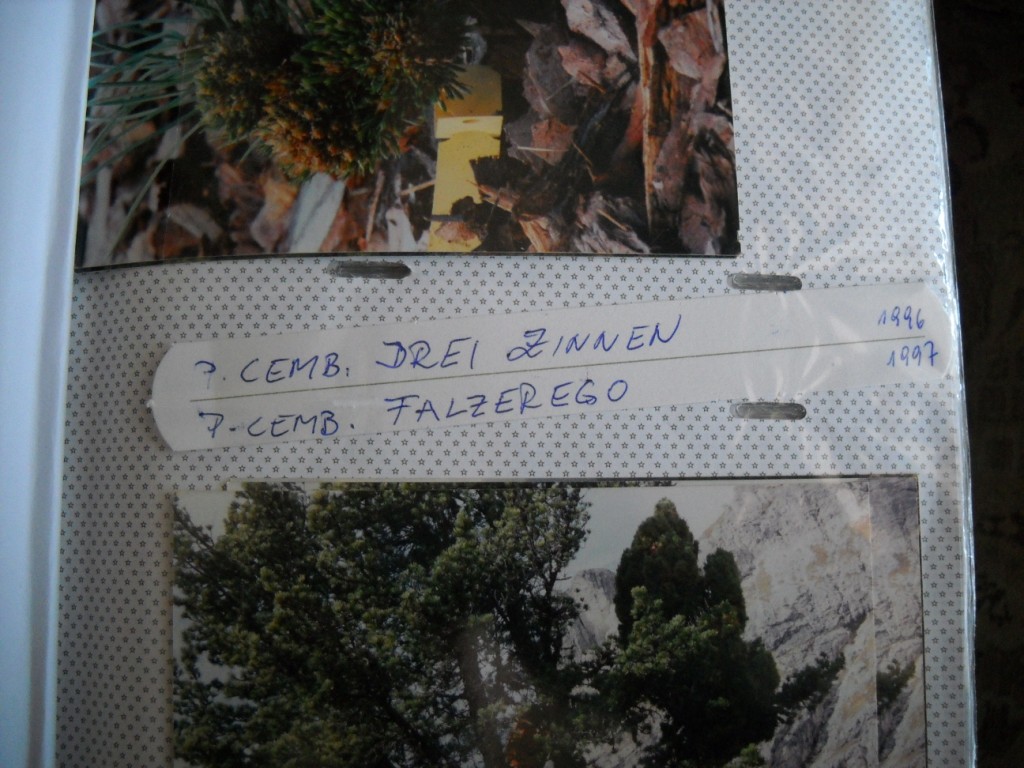 P. CEMB. DREI ZINNEN 1996
P. CEMB. FALZEREGO 1997